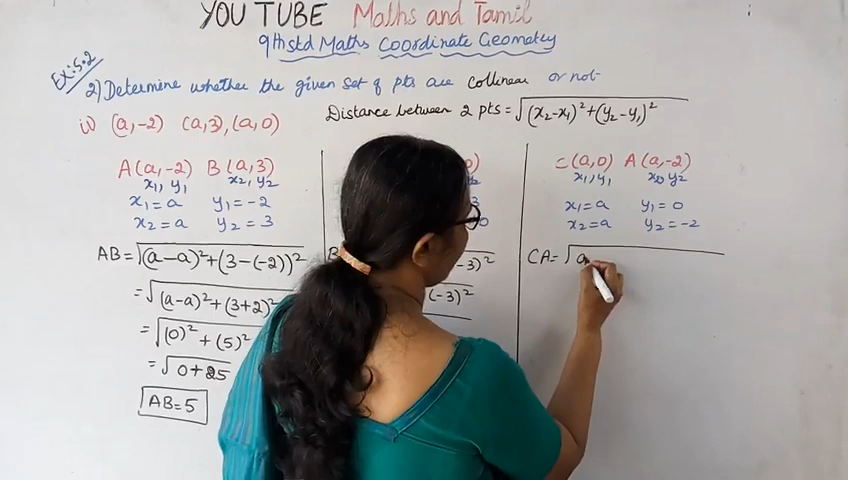 YOU TUBE Maths and Tamil
9th std Maths Coordinate Geometry
Ex: 5.2
2) Determine whether the given set of pts are collinear or not-
i) (a,-2) (a,3), (a,0)
Distance between 2 pts = √(x₂-x₁)²+(y₂-y₁)²
A(a,-2) B(a,3)
x₁, y₁ x₂, y₂
x₁=a y₁=-2
x₂=a y₂=3
AB=√(a-a)²+(3-(-2))²
=√(a-a)²+(3+2)²
=√(0)²+(5)²
=√0+25
AB=5
0)
y₂
3
0
B
-3)²
(-3)²
=(a,0) A(a,-2)
x₁,y₁ x₂,y₂
x₁=a y₁=0
x₂=a y₂=-2
CA=√a